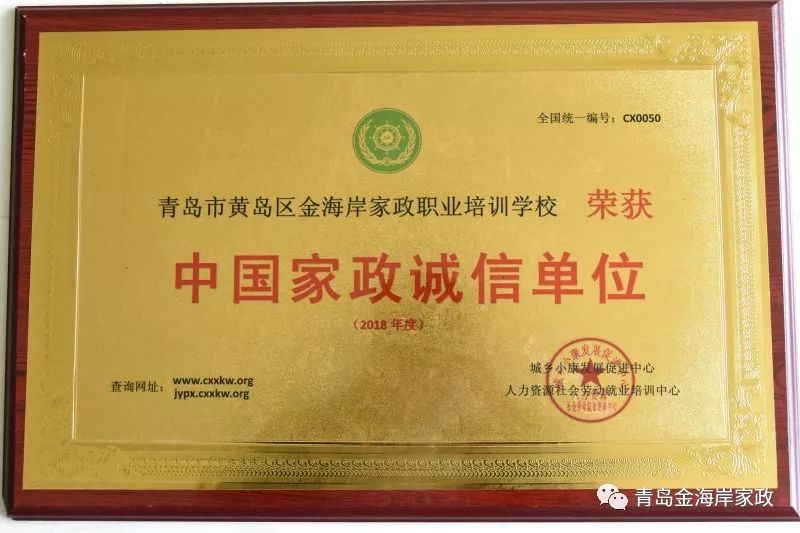 全国统一编号：CX0050
青岛市黄岛区金海岸家政职业培训学校 荣获
中国家政诚信单位
（2018 年度）
城乡小康发展促进中心
人力资源社会劳动就业培训中心
查询网址：
www.cxxkw.org
jypx.cxxkw.org
青岛金海岸家政